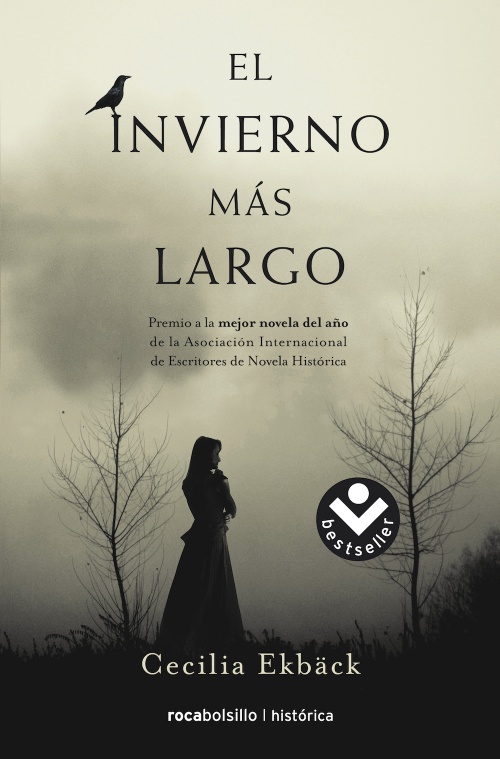 EL
INVIERNO
MÁS
LARGO
Premio a la mejor novela del año
de la Asociación Internacional
de Escritores de Novela Histórica
bestseller
Cecilia Ekbäck
rocabolsillo | histórica